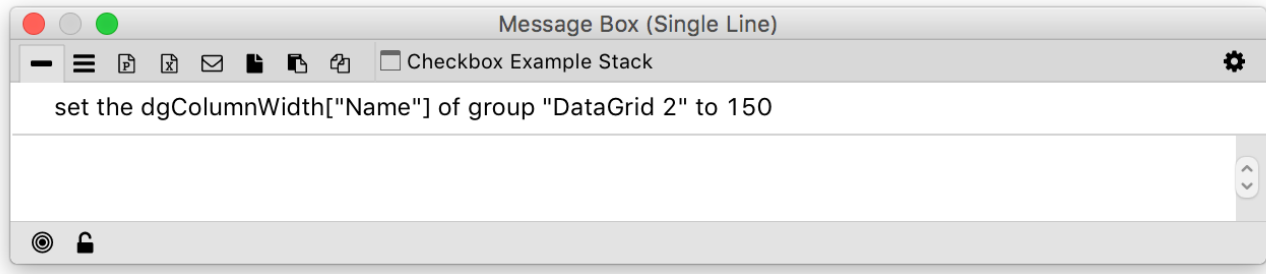 Message Box (Single Line)
Checkbox Example Stack
set the dgColumnWidth["Name"] of group "DataGrid 2" to 150